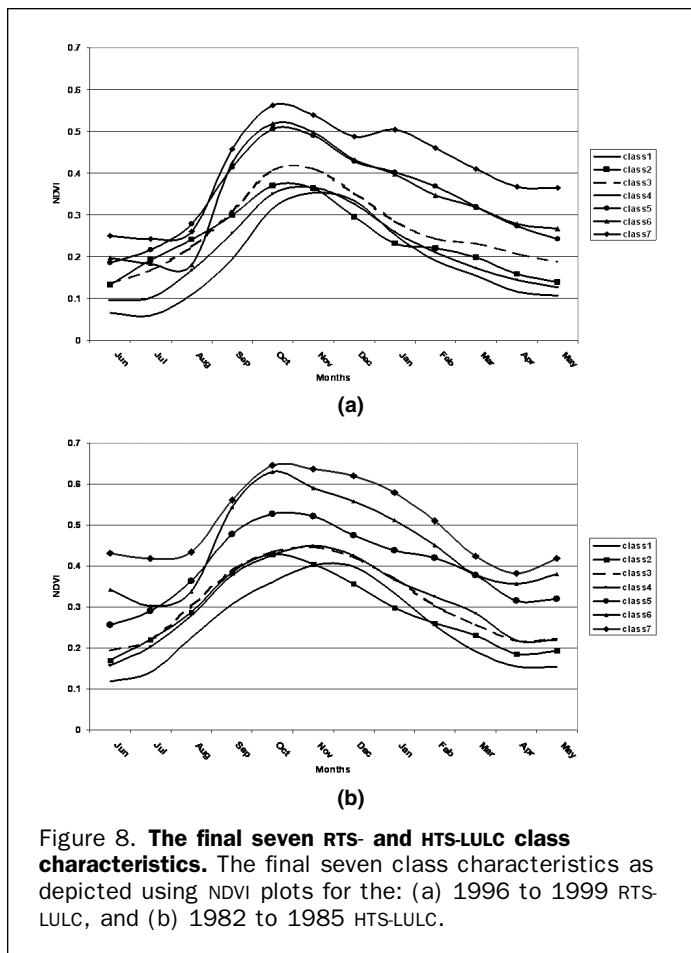 0.7
0.6
0.5
0.4
0.3
0.2
0.1
0
NDVI
Jun Jul Aug Sep Oct Nov Dec Jan Feb Mar Apr May
Months
class1
class2
class3
class4
class5
class6
class7
(a)
0.7
0.6
0.5
0.4
0.3
0.2
0.1
0
NDVI
Jun Jul Aug Sep Oct Nov Dec Jan Feb Mar Apr May
Months
class1
class2
class3
class4
class5
class6
class7
(b)
Figure 8. The final seven RTS- and HTS-LULC class
characteristics. The final seven class characteristics as
depicted using NDVI plots for the: (a) 1996 to 1999 RTS-
LULC, and (b) 1982 to 1985 HTS-LULC.